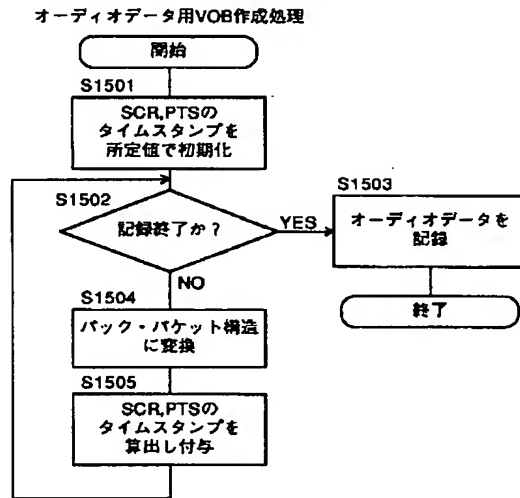 オーディオデータ用VOB作成処理
開始
S1501
SCR,PTSの
タイムスタンプを
所定値で初期化
S1502
記録終了か？
YES
S1503
オーディオデータを
記録
終了
NO
S1504
パック・パケット構造
に変換
S1505
SCR,PTSの
タイムスタンプを
算出し付与